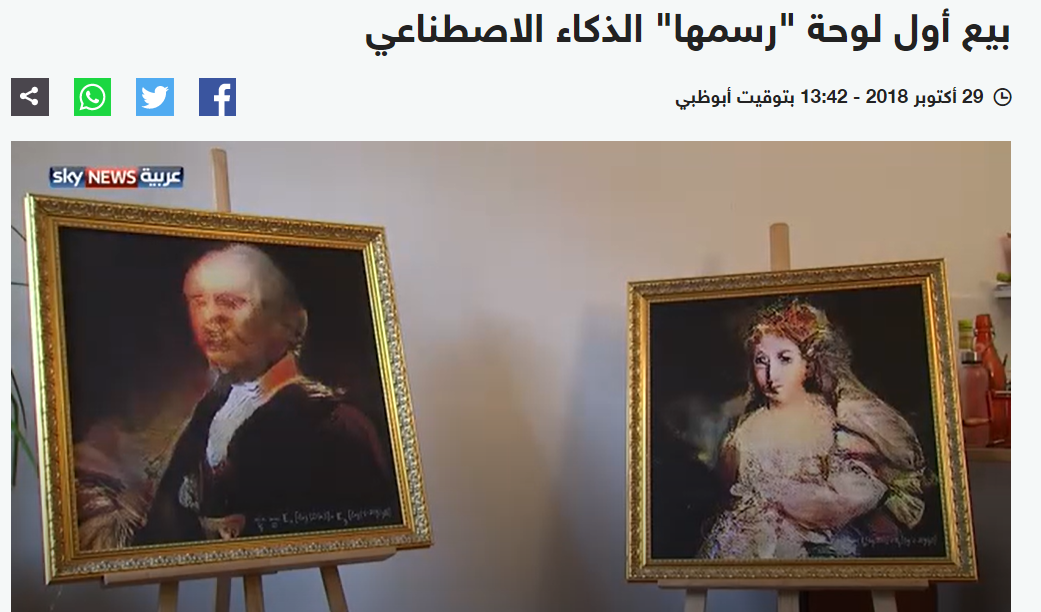 بيع أول لوحة "رسمها" الذكاء الاصطناعي
29 أكتوبر 2018 - 13:42 بتوقيت أبوظبي
sky NEWS عربية